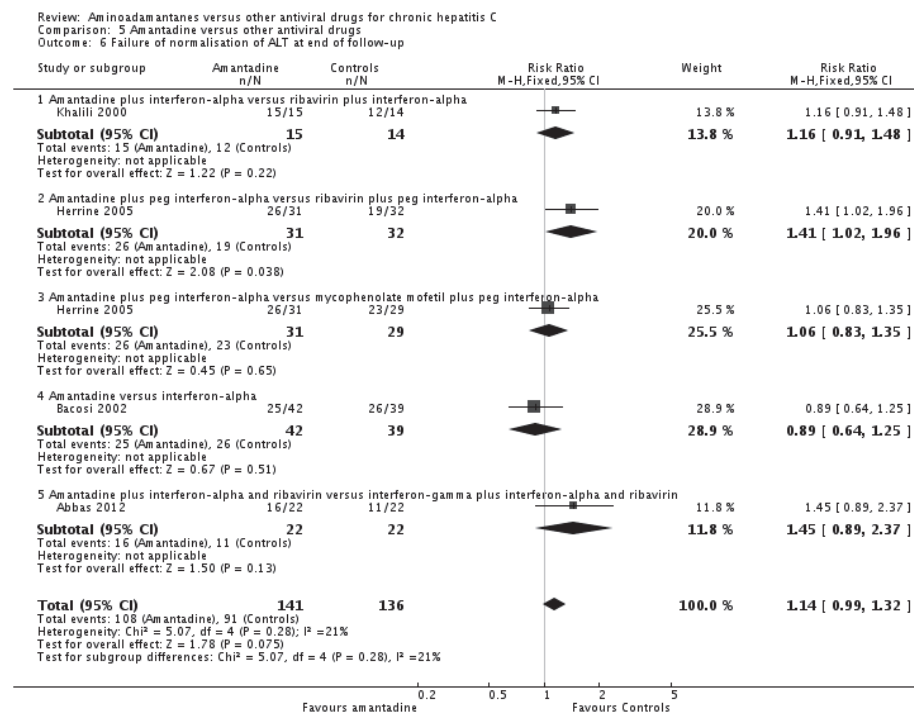 Review: Aminoadamantanes versus other antiviral drugs for chronic hepatitis C
Comparison: 5 Amantadine versus other antiviral drugs
Outcome: 6 Failure of normalisation of ALT at end of follow-up
Study or subgroup Amantadine Controls Risk Ratio Weight Risk Ratio
n/N n/N M-H,Fixed,95% CI M-H,Fixed,95% CI
1 Amantadine plus interferon-alpha versus ribavirin plus interferon-alpha
Khalili 2000 15/15 12/14 13.8 % 1.16 [ 0.91, 1.48 ]
Subtotal (95% CI) 15 14 13.8 % 1.16 [ 0.91, 1.48 ]
Total events: 15 (Amantadine), 12 (Controls)
Heterogeneity: not applicable
Test for overall effect: Z = 1.22 (P = 0.22)
2 Amantadine plus peg interferon-alpha versus ribavirin plus peg interferon-alpha
Herrine 2005 26/31 19/32 20.0 % 1.41 [ 1.02, 1.96 ]
Subtotal (95% CI) 31 32 20.0 % 1.41 [ 1.02, 1.96 ]
Total events: 26 (Amantadine), 19 (Controls)
Heterogeneity: not applicable
Test for overall effect: Z = 2.08 (P = 0.038)
3 Amantadine plus peg interferon-alpha versus mycophenolate mofetil plus peg interferon-alpha
Herrine 2005 26/31 23/29 25.5 % 1.06 [ 0.83, 1.35 ]
Subtotal (95% CI) 31 29 25.5 % 1.06 [ 0.83, 1.35 ]
Total events: 26 (Amantadine), 23 (Controls)
Heterogeneity: not applicable
Test for overall effect: Z = 0.45 (P = 0.65)
4 Amantadine versus interferon-alpha
Bacosi 2002 25/42 26/39 28.9 % 0.89 [ 0.64, 1.25 ]
Subtotal (95% CI) 42 39 28.9 % 0.89 [ 0.64, 1.25 ]
Total events: 25 (Amantadine), 26 (Controls)
Heterogeneity: not applicable
Test for overall effect: Z = 0.67 (P = 0.51)
5 Amantadine plus interferon-alpha and ribavirin versus interferon-gamma plus interferon-alpha and ribavirin
Abbas 2012 16/22 11/22 11.8 % 1.45 [ 0.89, 2.37 ]
Subtotal (95% CI) 22 22 11.8 % 1.45 [ 0.89, 2.37 ]
Total events: 16 (Amantadine), 11 (Controls)
Heterogeneity: not applicable
Test for overall effect: Z = 1.50 (P = 0.13)
Total (95% CI) 141 136 100.0 % 1.14 [ 0.99, 1.32 ]
Total events: 108 (Amantadine), 91 (Controls)
Heterogeneity: Chi² = 5.07, df = 4 (P = 0.28); I² =21%
Test for overall effect: Z = 1.78 (P = 0.075)
Test for subgroup differences: Chi² = 5.07, df = 4 (P = 0.28), I² =21%
0.2 0.5 1 2 5
Favours amantadine Favours Controls